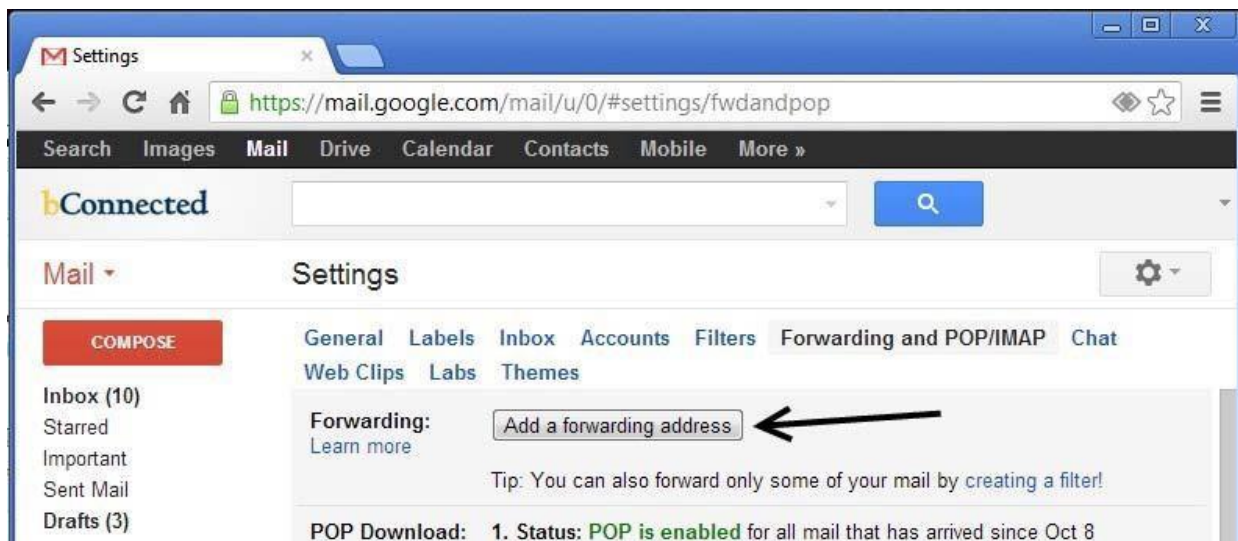 Settings
https://mail.google.com/mail/u/0/#settings/fwdandpop
Search Images Mail Drive Calendar Contacts Mobile More »
bConnected
Mail Settings
COMPOSE
General Labels Inbox Accounts Filters Forwarding and POP/IMAP Chat
Web Clips Labs Themes
Inbox (10)
Starred
Important
Sent Mail
Drafts (3)
Forwarding: Add a forwarding address
Learn more
Tip: You can also forward only some of your mail by creating a filter!
POP Download: 1. Status: POP is enabled for all mail that has arrived since Oct 8